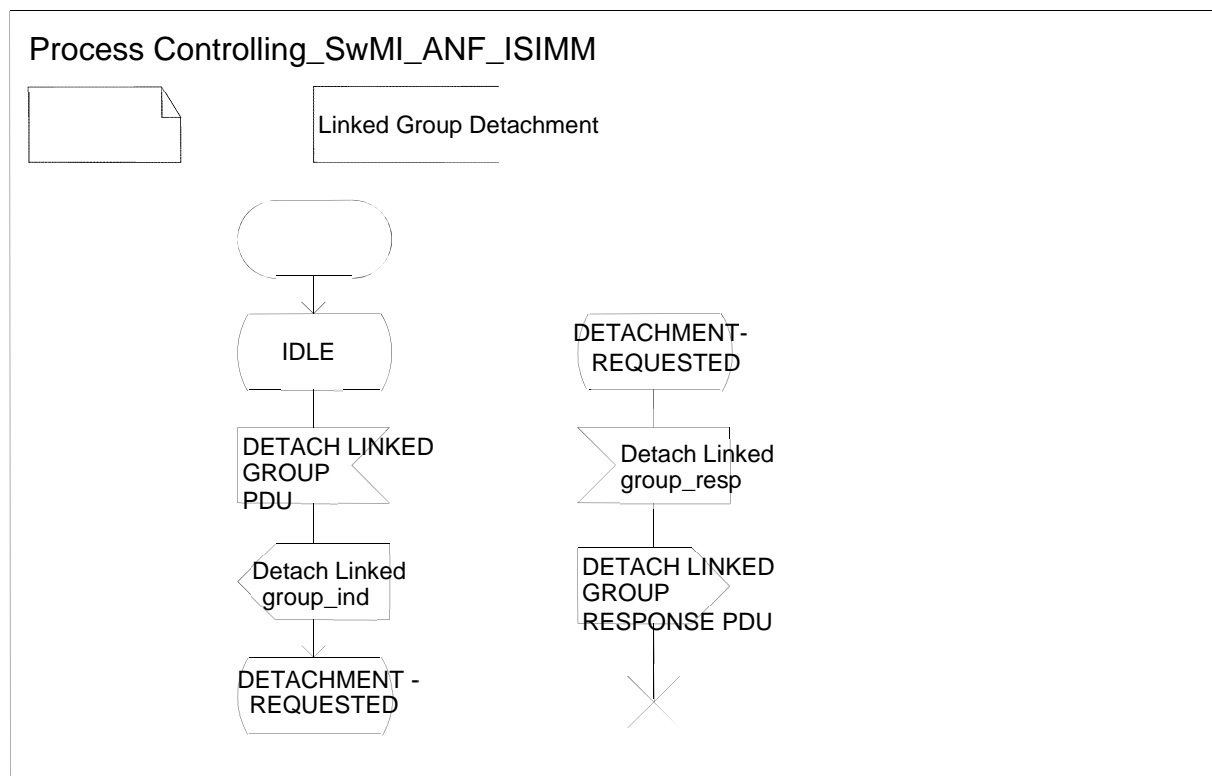 Process Controlling_SwMI_ANF_ISIMM
Linked Group Detachment
IDLE
DETACH LINKED
GROUP
PDU
Detach Linked
group_ind
DETACHMENT -
REQUESTED
DETACHMENT-
REQUESTED
Detach Linked
group_resp
DETACH LINKED
GROUP
RESPONSE PDU